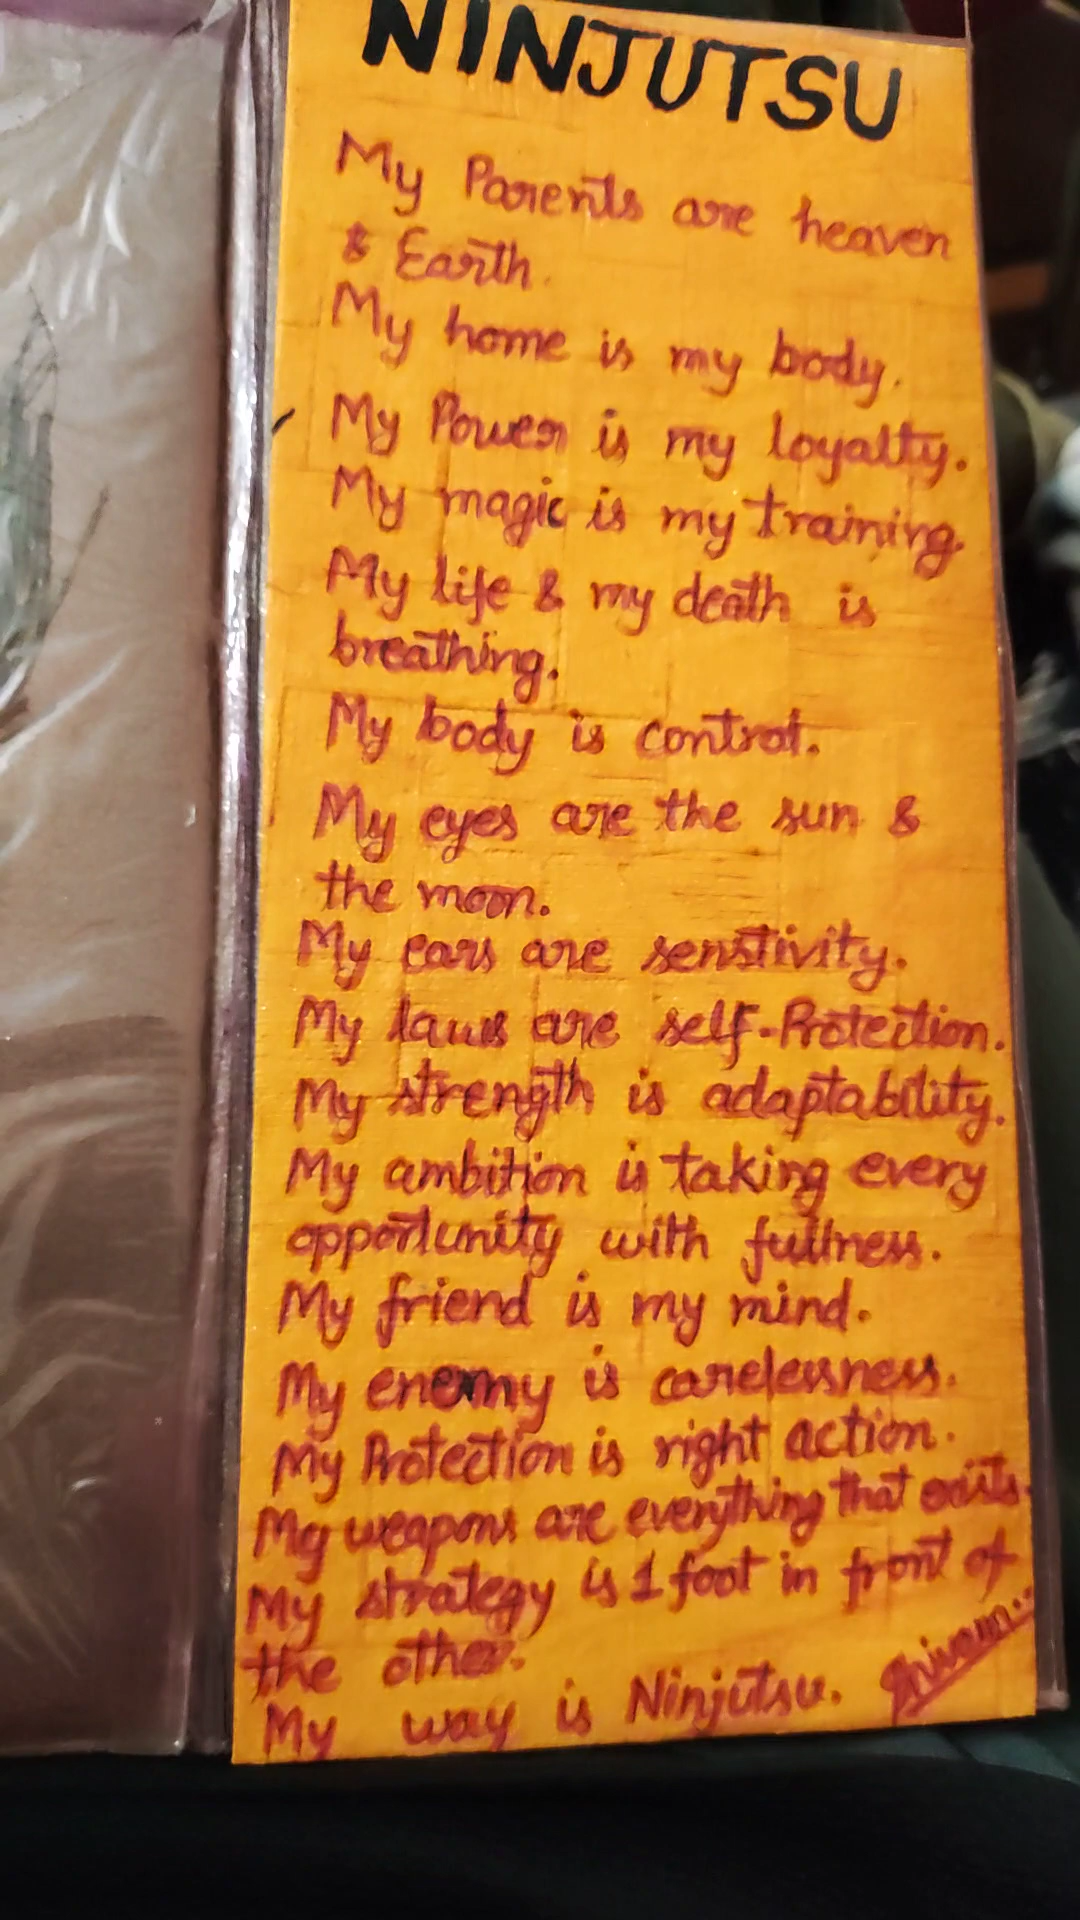 NINJUTSU
My Parents are heaven
& Earth.
My home is my body.
My Power is my loyalty.
My magic is my training.
My life & my death is
breathing.
My body is control.
My eyes are the sun &
the moon.
My ears are senstivity.
My laws are self-Protection.
My strength is adaptability.
My ambition is taking every
opportunity with fullness.
My friend is my mind.
My enemy is carelessness.
My Protection is right action.
My weapons are everything that exists.
My strategy is 1 foot in front of
the other.
My way is Ninjutsu.
Shivam...